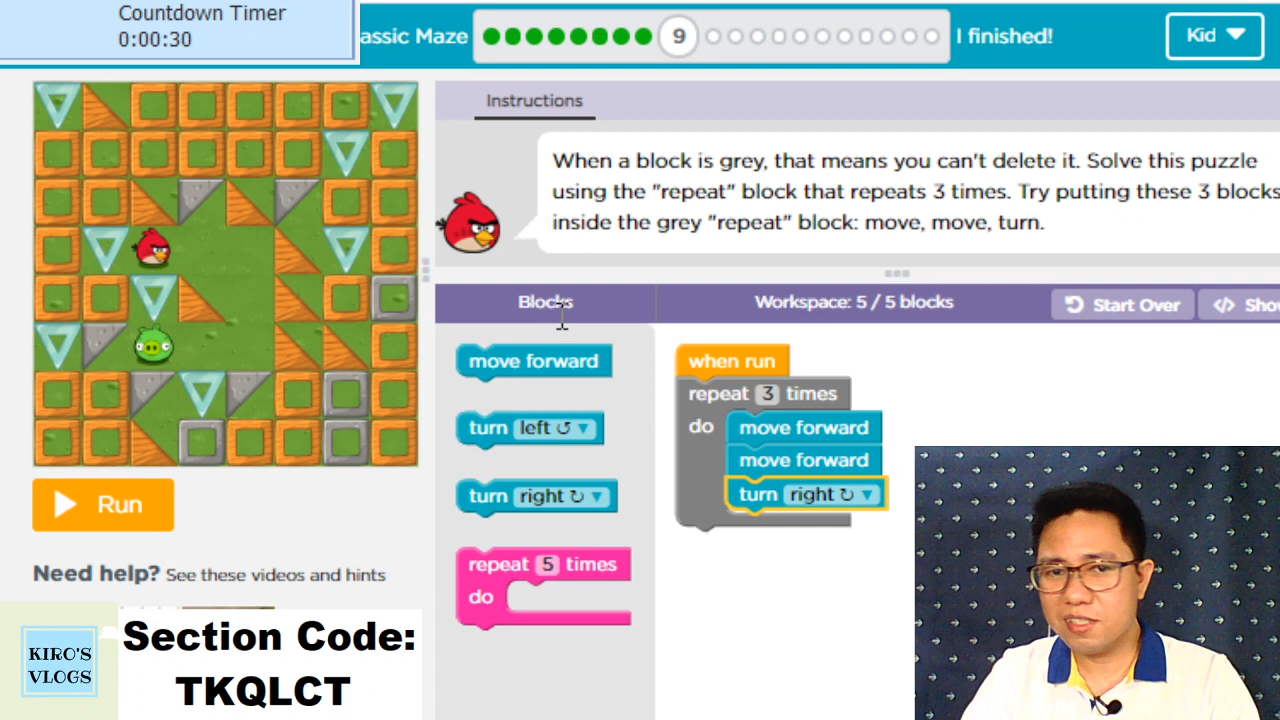 Countdown Timer
0:00:30
assic Maze
9
I finished!
Kid
Instructions
When a block is grey, that means you can't delete it. Solve this puzzle
using the "repeat" block that repeats 3 times. Try putting these 3 blocks
inside the grey "repeat" block: move, move, turn.
Blocks
Workspace: 5 / 5 blocks
Start Over
</> Sho
move forward
turn left ↺
turn right ↻
repeat 5 times
do
when run
repeat 3 times
do
move forward
move forward
turn right ↻
Run
Need help? See these videos and hints
KIRO'S
VLOGS
Section Code:
TKQLCT